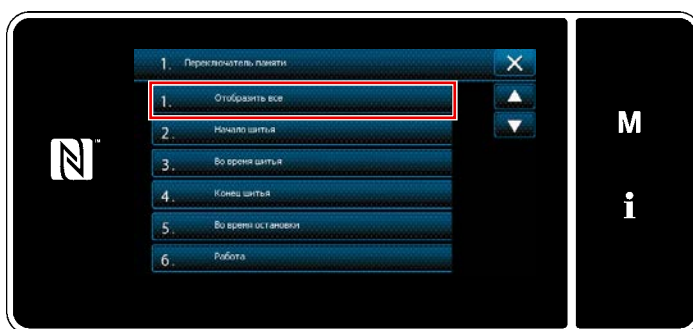 1. Переключатель памяти
1. Отобразить все
2. Начало шитья
3. Во время шитья
4. Конец шитья
5. Во время остановки
6. Работа
N™
M
i